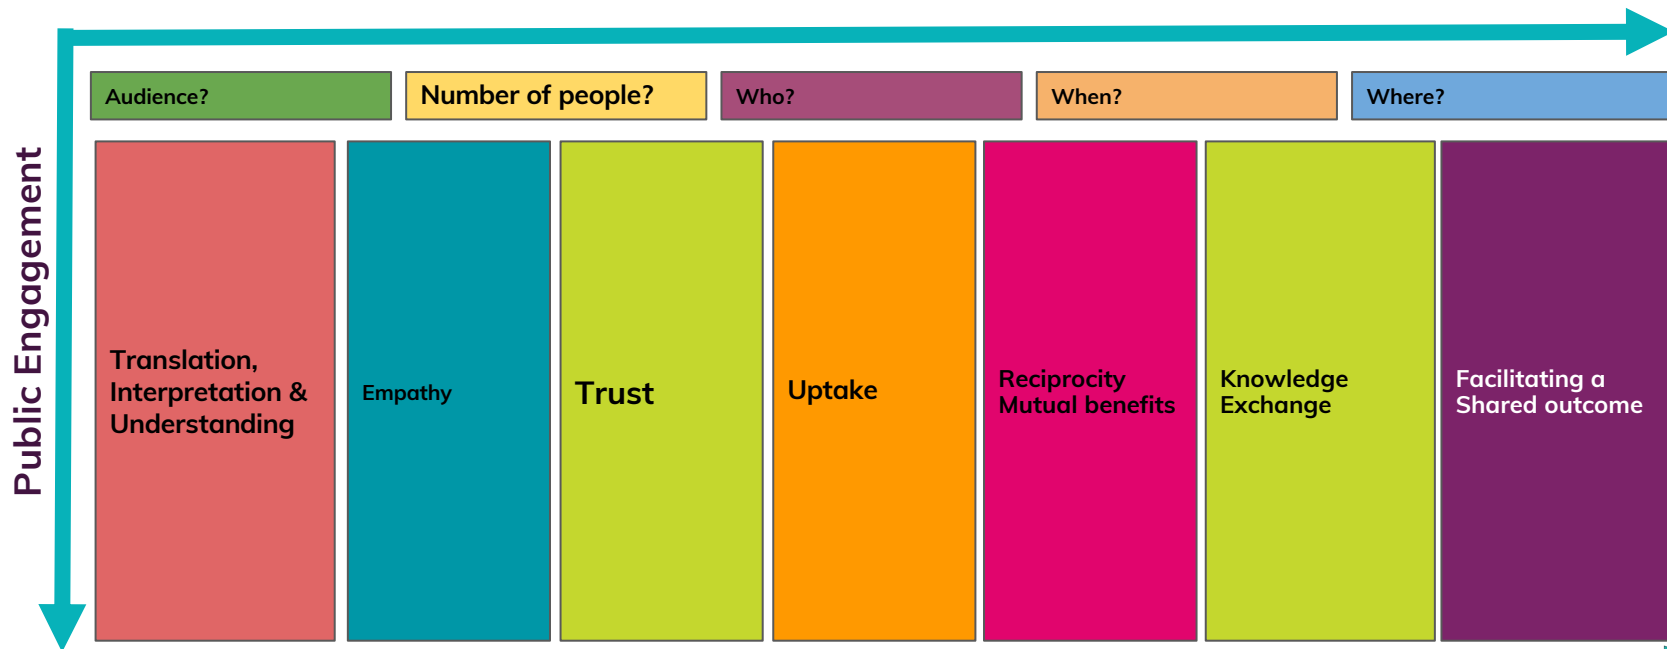 Audience?
Number of people?
Who?
When?
Where?
Public Engagement
Translation,
Interpretation &
Understanding
Empathy
Trust
Uptake
Reciprocity
Mutual benefits
Knowledge
Exchange
Facilitating a
Shared outcome